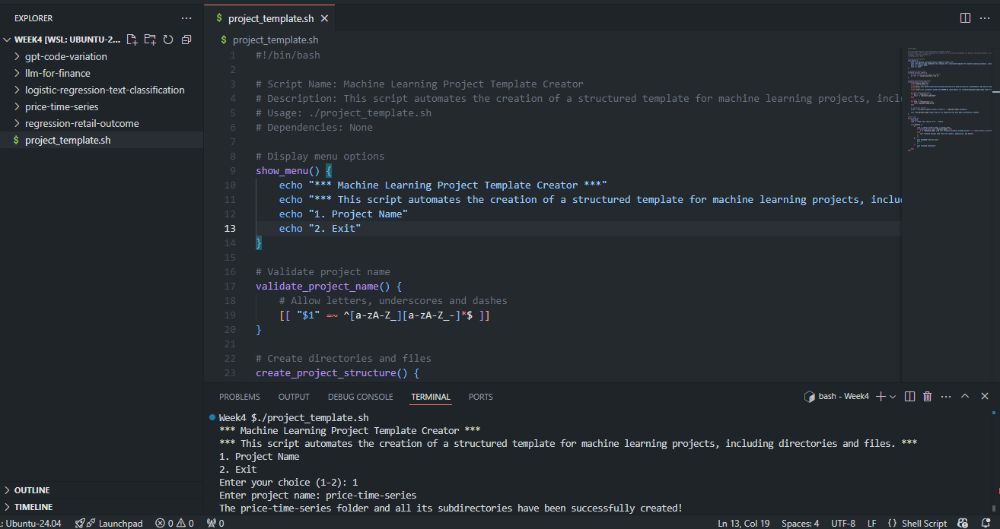 EXPLORER
WEEK4 [WSL: UBUNTU-2...
gpt-code-variation
llm-for-finance
logistic-regression-text-classification
price-time-series
regression-retail-outcome
$ project_template.sh
OUTLINE
TIMELINE
$ project_template.sh
$ project_template.sh
1 #!/bin/bash
2
3 # Script Name: Machine Learning Project Template Creator
4 # Description: This script automates the creation of a structured template for machine learning projects, incl
5 # Usage: ./project_template.sh
6 # Dependencies: None
7
8 # Display menu options
9 show_menu() {
10 echo "*** Machine Learning Project Template Creator ***"
11 echo "*** This script automates the creation of a structured template for machine learning projects, inclu
12 echo "1. Project Name"
13 echo "2. Exit"
14 }
15
16 # Validate project name
17 validate_project_name() {
18 # Allow letters, underscores and dashes
19 [[ "$1" =~ ^[a-zA-Z_][a-zA-Z_-]*$ ]]
20 }
21
22 # Create directories and files
23 create_project_structure() {
PROBLEMS OUTPUT DEBUG CONSOLE TERMINAL PORTS
bash - Week4
Week4 $./project_template.sh
*** Machine Learning Project Template Creator ***
*** This script automates the creation of a structured template for machine learning projects, including directories and files. ***
1. Project Name
2. Exit
Enter your choice (1-2): 1
Enter project name: price-time-series
The price-time-series folder and all its subdirectories have been successfully created!
: Ubuntu-24.04 Launchpad 0 0 0 Ln 13, Col 19 Spaces: 4 UTF-8 LF {} Shell Script